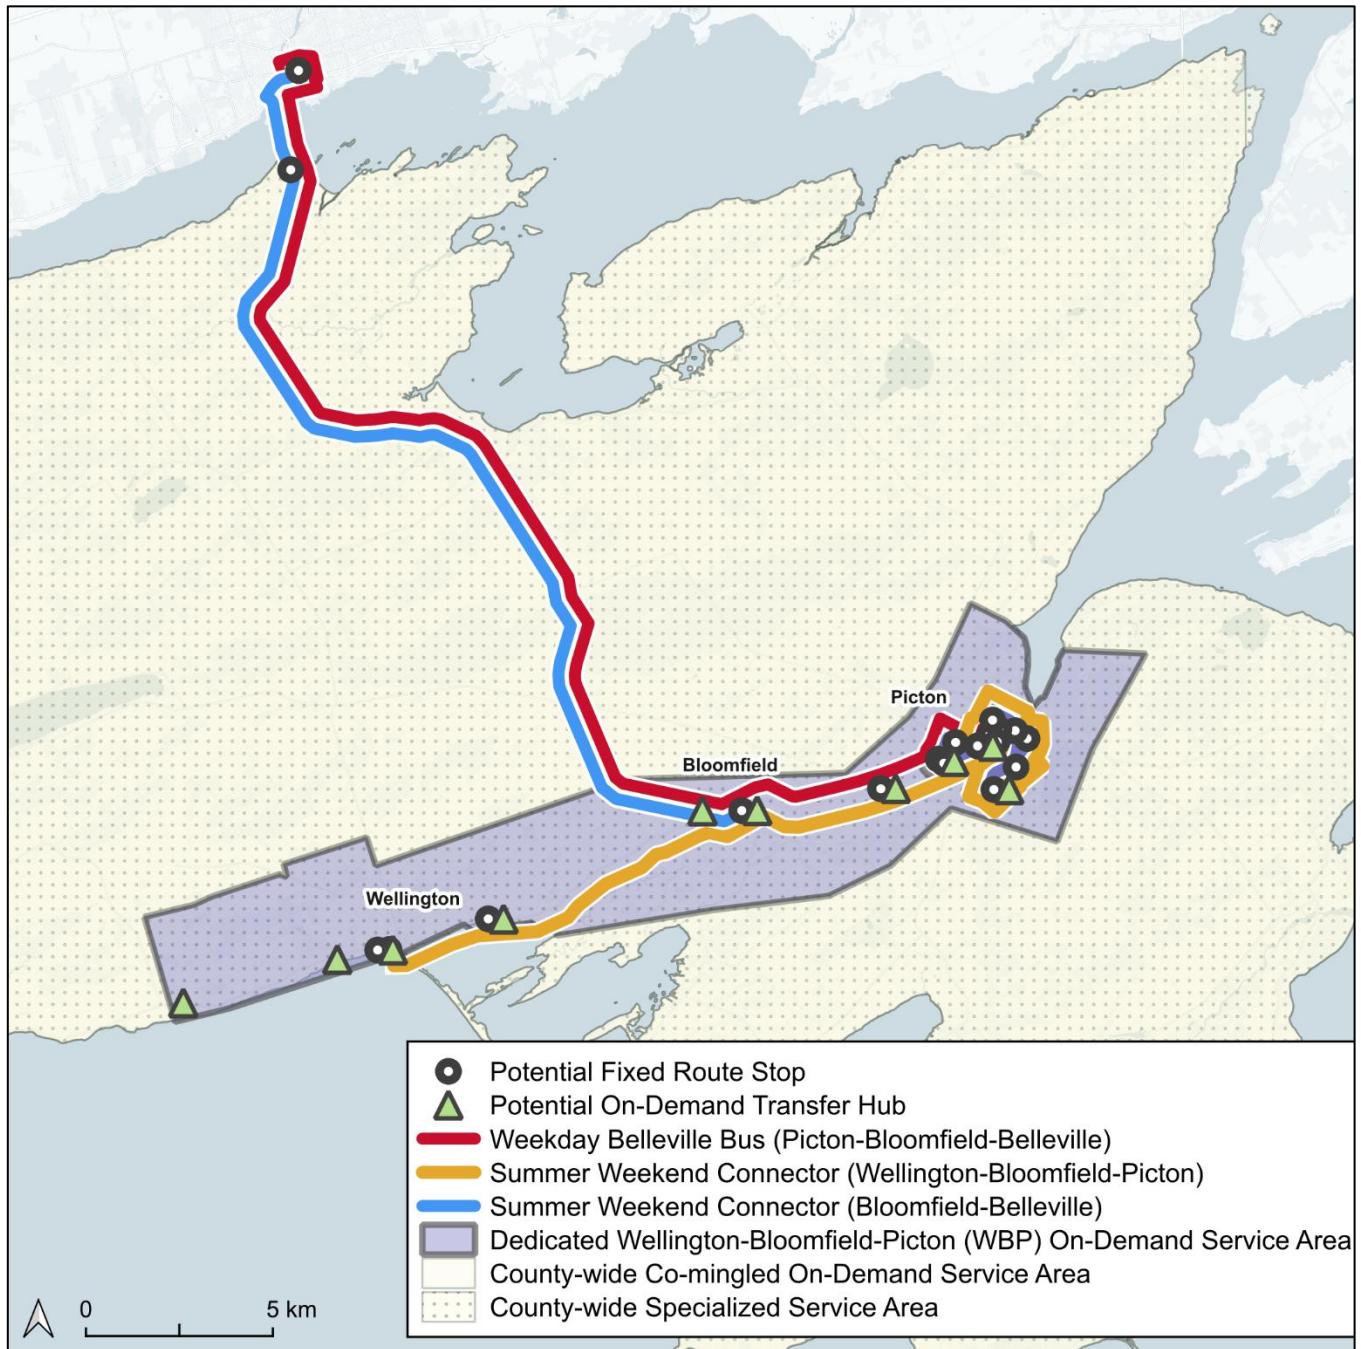 Picton
Bloomfield
Wellington
Potential Fixed Route Stop
Potential On-Demand Transfer Hub
Weekday Belleville Bus (Picton-Bloomfield-Belleville)
Summer Weekend Connector (Wellington-Bloomfield-Picton)
Summer Weekend Connector (Bloomfield-Belleville)
Dedicated Wellington-Bloomfield-Picton (WBP) On-Demand Service Area
County-wide Co-mingled On-Demand Service Area
County-wide Specialized Service Area
0 5 km